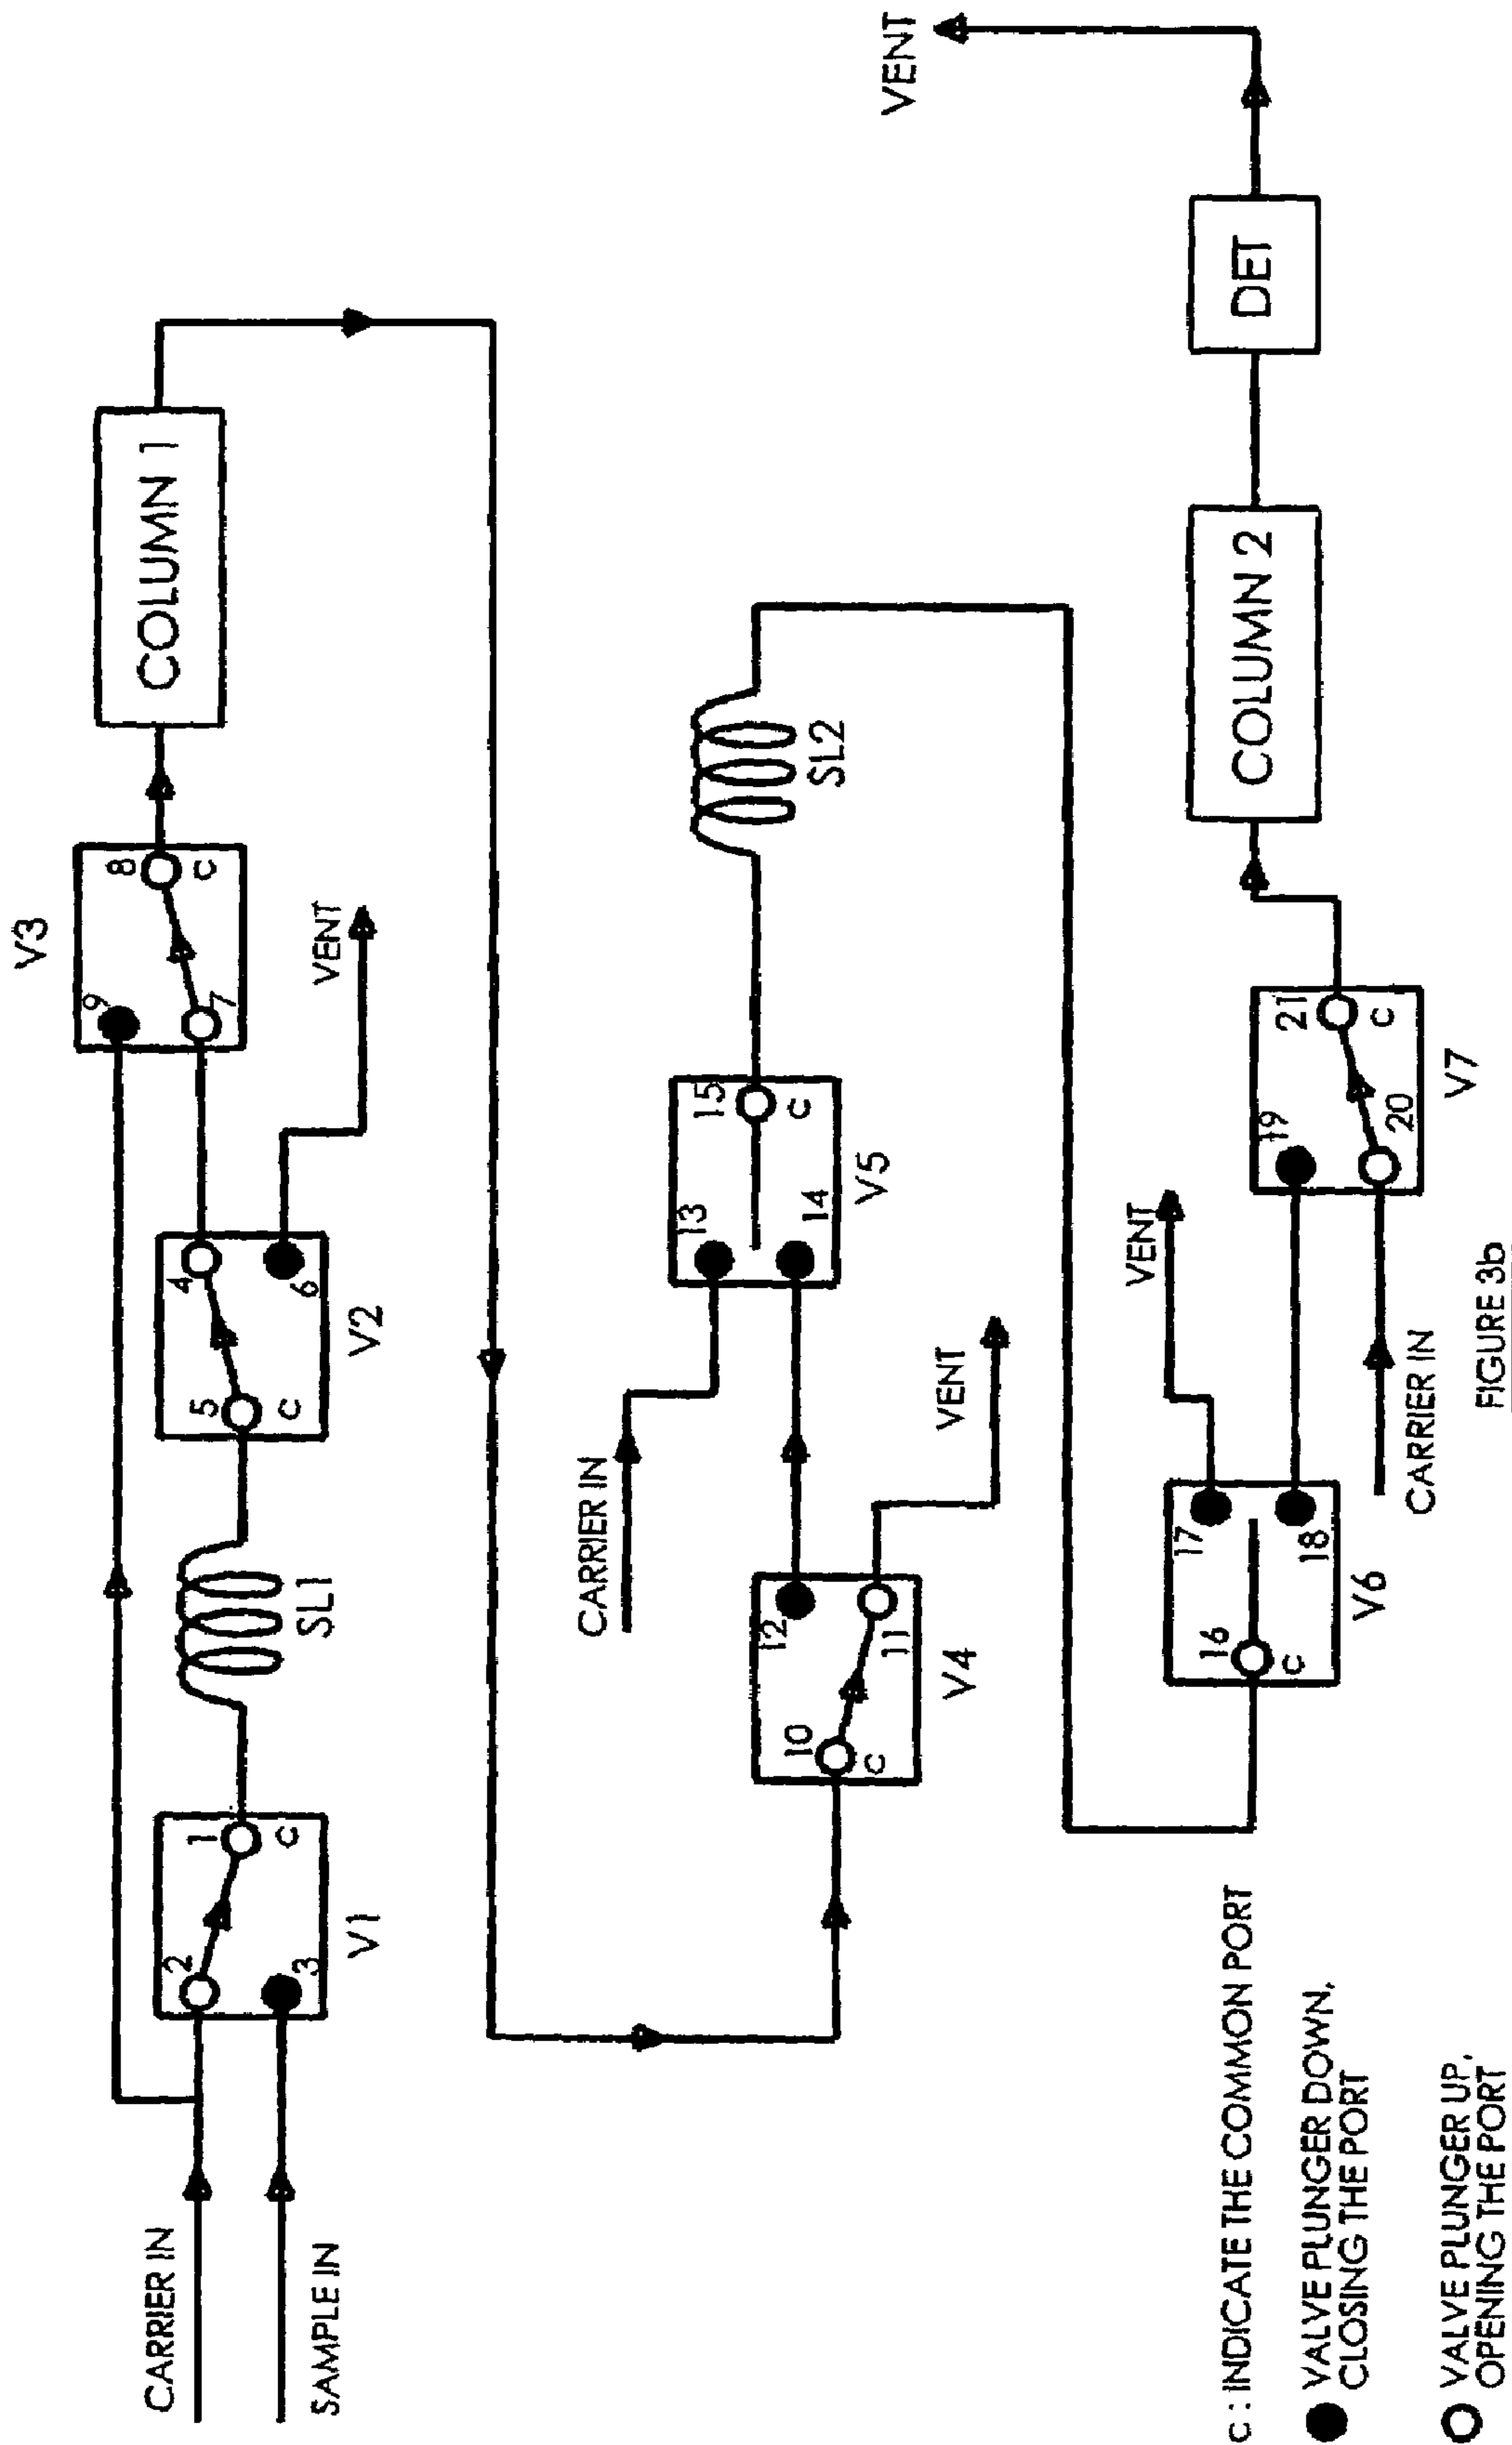 V3
9
8
c
7
COLUMN 1
CARRIER IN
SAMPLE IN
2
1
c
3
V1
SL1
5
c
4
6
V2
VENT
VENT
CARRIER IN
13
15
c
14
V5
SL2
12
10
c
11
V4
VENT
VENT
17
16
c
18
V6
CARRIER IN
19
21
c
20
V7
COLUMN 2
DET
c : INDICATE THE COMMON PORT
VALVE PLUNGER DOWN,
CLOSING THE PORT
VALVE PLUNGER UP,
OPENING THE PORT
FIGURE 3b